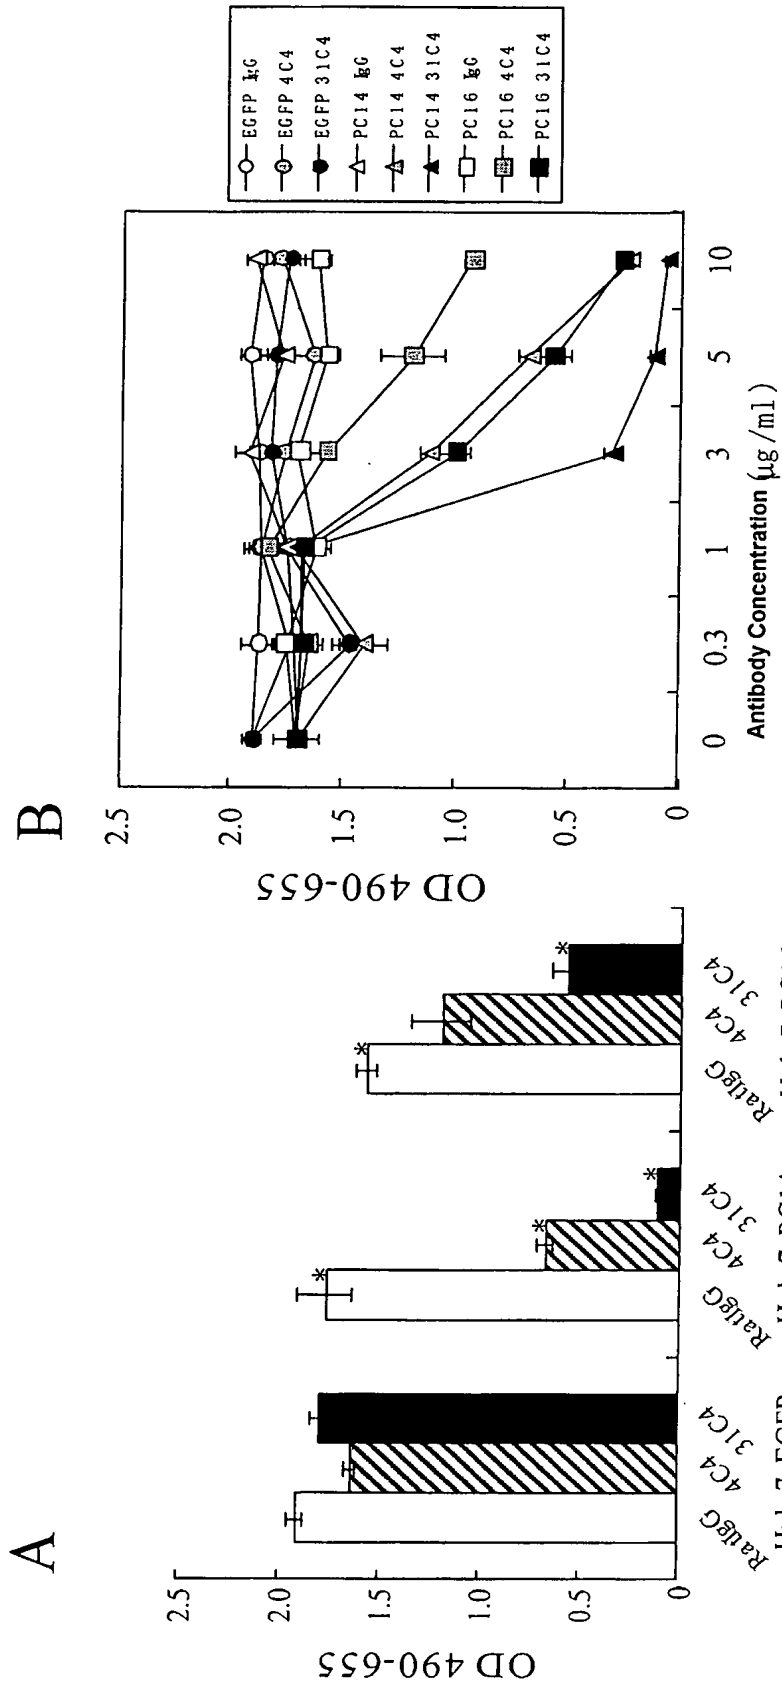 A
OD 490-655
2.5
2.0
1.5
1.0
0.5
0
RatIgG 4C4 31C4
RatIgG 4C4 31C4
RatIgG 4C4 31C4
* * * * *
B
OD 490-655
2.5
2.0
1.5
1.0
0.5
0
0 0.3 1 3 5 10
Antibody Concentration (μg/ml)
EGFP IgG
EGFP 4C4
EGFP 31C4
PC14 IgG
PC14 4C4
PC14 31C4
PC16 IgG
PC16 4C4
PC16 31C4